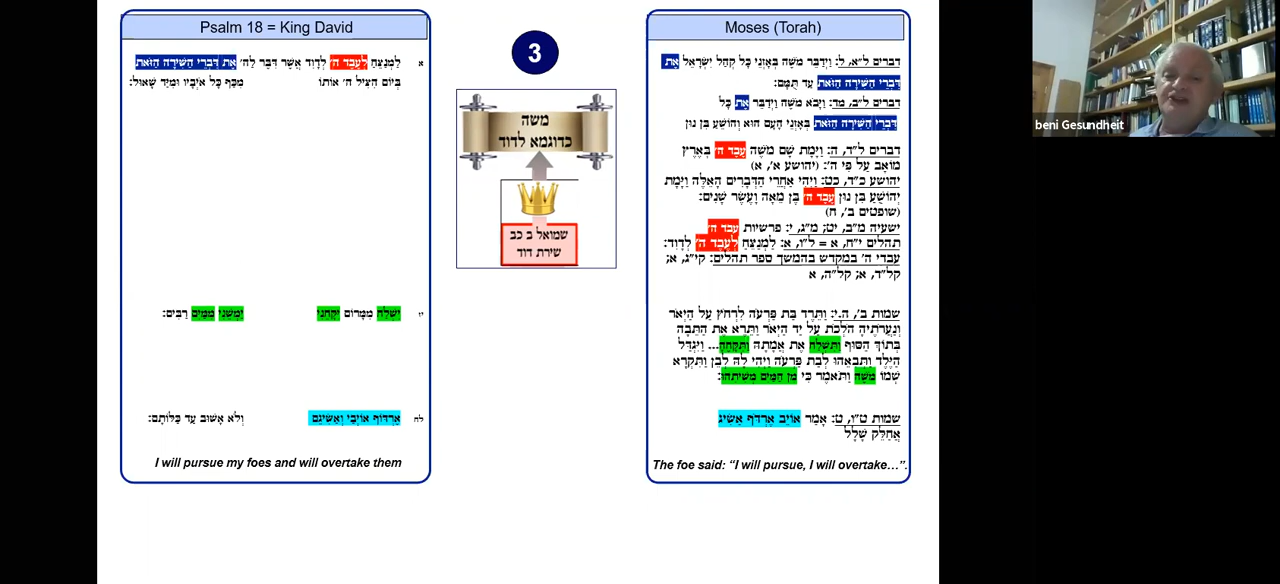 Psalm 18 = King David
א לַמְנַצֵּחַ לְעֶבֶד ה' לְדָוִד אֲשֶׁר דִּבֶּר לַה' אֶת דִּבְרֵי הַשִּׁירָה הַזֹּאת
בְּיוֹם הִצִּיל ה' אוֹתוֹ מִכַּף כָּל אֹיְבָיו וּמִיַּד שָׁאוּל:
יז יִשְׁלַח מִמָּרוֹם יִקָּחֵנִי יַמְשֵׁנִי מִמַּיִם רַבִּים:
לח אֶרְדּוֹף אוֹיְבַי וְאַשִּׂיגֵם וְלֹא אָשׁוּב עַד כַּלּוֹתָם:
I will pursue my foes and will overtake them
3
משה
כדוגמא לדוד
שמואל ב כב
שירת דוד
Moses (Torah)
דברים ל"א, ל: וַיְדַבֵּר מֹשֶׁה בְּאָזְנֵי כָּל קְהַל יִשְׂרָאֵל אֶת
דִּבְרֵי הַשִּׁירָה הַזֹּאת עַד תֻּמָּם:
דברים ל"ב, מד: וַיָּבֹא מֹשֶׁה וַיְדַבֵּר אֶת כָּל
דִּבְרֵי הַשִּׁירָה הַזֹּאת בְּאָזְנֵי הָעָם הוּא וְהוֹשֵׁעַ בִּן נוּן
דברים ל"ד, ה: וַיָּמָת שָׁם מֹשֶׁה עֶבֶד ה' בְּאֶרֶץ
מוֹאָב עַל פִּי ה': (יהושע א', א)
יהושע כ"ד, כט: וַיְהִי אַחֲרֵי הַדְּבָרִים הָאֵלֶּה וַיָּמָת
יְהוֹשֻׁעַ בִּן נוּן עֶבֶד ה' בֶּן מֵאָה וָעֶשֶׂר שָׁנִים:
(שופטים ב', ח)
ישעיה מ"ב, יט; מ"ג, י: פרשיות עבד ה'
תהלים י"ח, א = ל"ו, א: לַמְנַצֵּחַ לְעֶבֶד ה' לְדָוִד:
עבדי ה' במקדש בהמשך ספר תהלים: קי"ג, א;
קל"ד, א; קל"ה, א
שמות ב', ה.י: וַתֵּרֶד בַּת פַּרְעֹה לִרְחֹץ עַל הַיְאֹר
וְנַעֲרֹתֶיהָ הֹלְכֹת עַל יַד הַיְאֹר וַתֵּרֶא אֶת הַתֵּבָה
בְּתוֹךְ הַסּוּף וַתִּשְׁלַח אֶת אֲמָתָהּ וַתִּקָּחֶהָ... וַיִּגְדַּל
הַיֶּלֶד וַתְּבִאֵהוּ לְבַת פַּרְעֹה וַיְהִי לָהּ לְבֵן וַתִּקְרָא
שְׁמוֹ מֹשֶׁה וַתֹּאמֶר כִּי מִן הַמַּיִם מְשִׁיתִהוּ:
שמות ט"ו, ט: אָמַר אוֹיֵב אֶרְדֹּף אַשִּׂיג
אֲחַלֵּק שָׁלָל
The foe said: “I will pursue, I will overtake…”.
beni Gesundheit